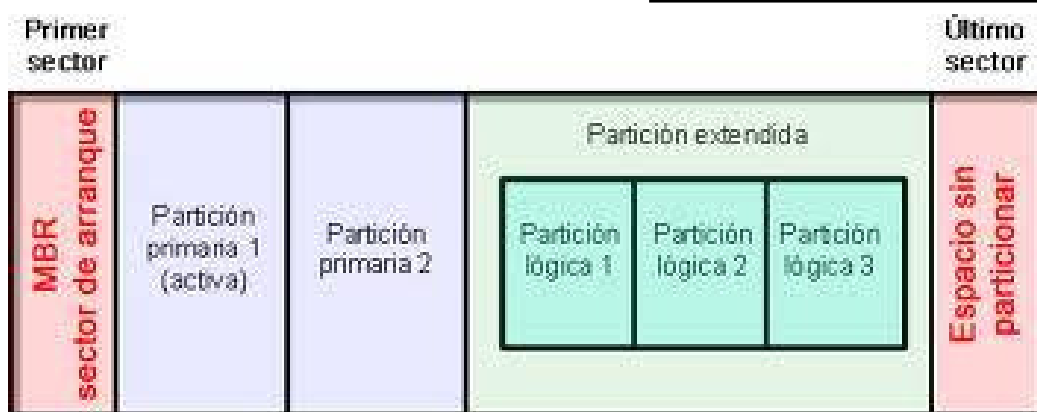 Primer
sector
Último
sector
MBR
sector de arranque
Partición
primaria 1
(activa)
Partición
primaria 2
Partición extendida
Partición
lógica 1
Partición
lógica 2
Partición
lógica 3
Espacio sin
particionar